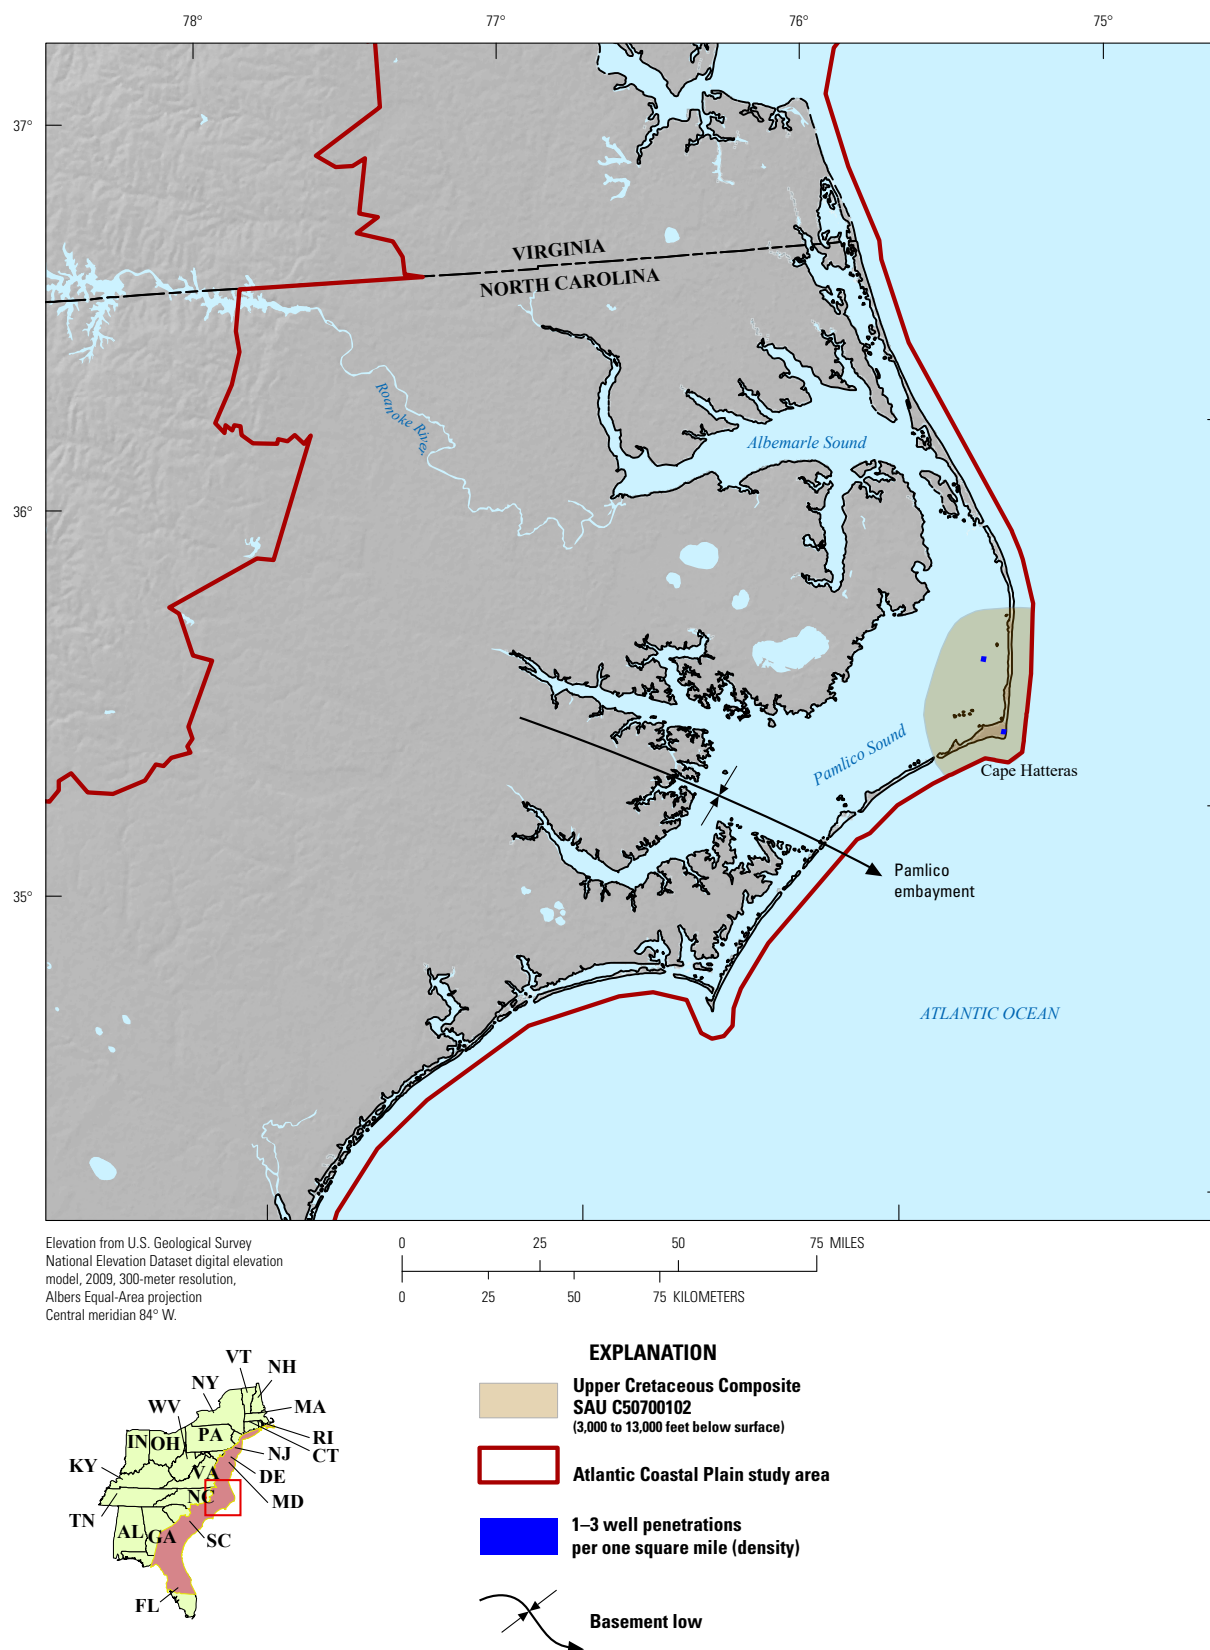 78°
77°
76°
75°
37°
36°
35°
VIRGINIA
NORTH CAROLINA
Roanoke River
Albemarle Sound
Pamlico Sound
Cape Hatteras
Pamlico
embayment
ATLANTIC OCEAN
Elevation from U.S. Geological Survey
National Elevation Dataset digital elevation
model, 2009, 300-meter resolution,
Albers Equal-Area projection
Central meridian 84° W.
0 25 50 75 MILES
0 25 50 75 KILOMETERS
VT
NH
NY
MA
WV
RI
PA
CT
IN
OH
NJ
KY
VA
DE
NC
MD
TN
AL
GA
SC
FL
EXPLANATION
Upper Cretaceous Composite
SAU C50700102
(3,000 to 13,000 feet below surface)
Atlantic Coastal Plain study area
1–3 well penetrations
per one square mile (density)
Basement low